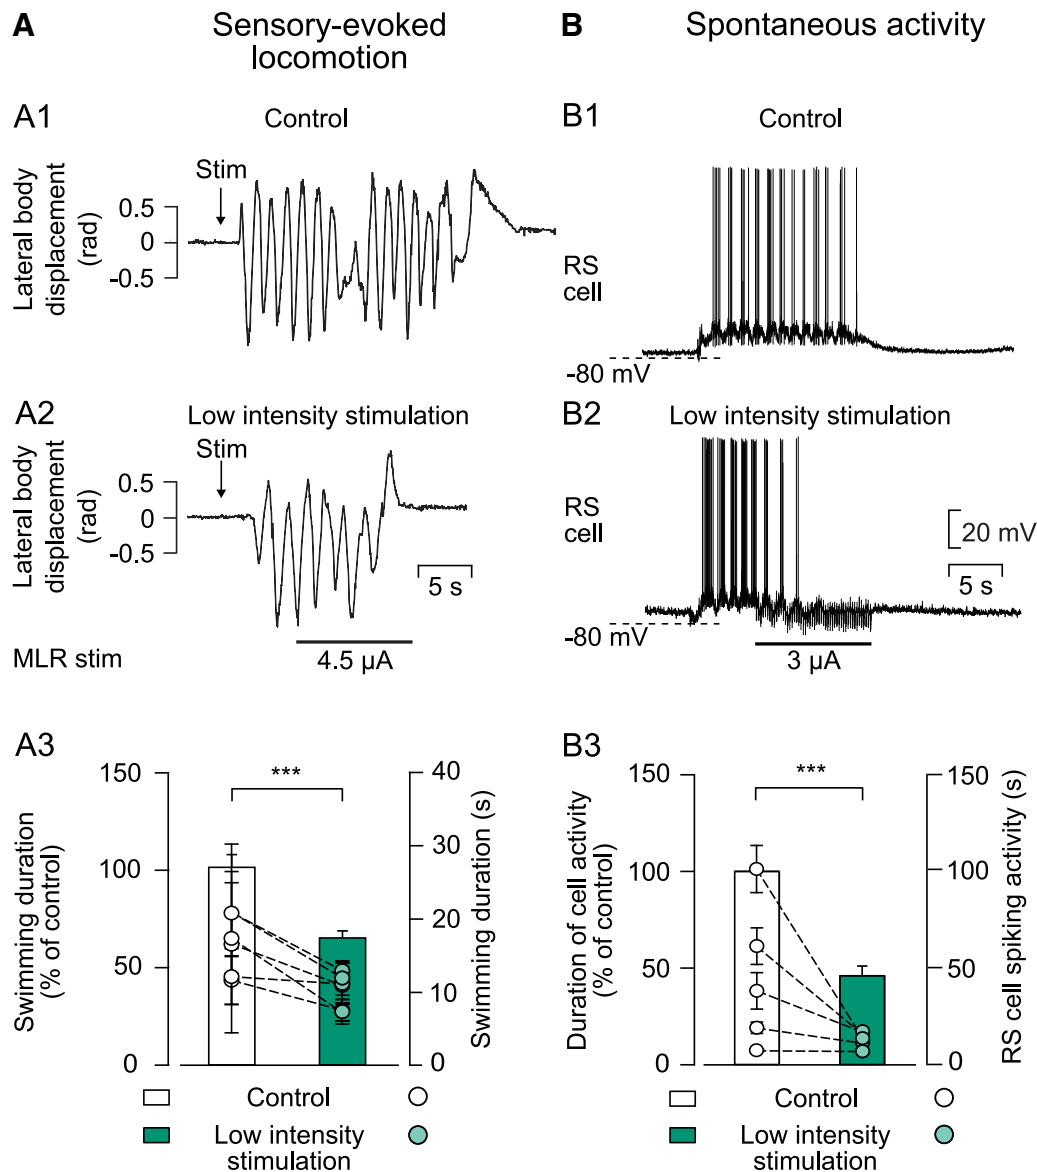 A
Sensory-evoked
locomotion
B
Spontaneous activity
A1
Control
Stim
Lateral body
displacement
(rad)
0.5
0
-0.5
B1
Control
RS
cell
-80 mV
A2
Low intensity stimulation
Stim
Lateral body
displacement
(rad)
0.5
0
-0.5
5 s
MLR stim
4.5 µA
B2
Low intensity stimulation
RS
cell
20 mV
5 s
-80 mV
3 µA
A3
***
Swimming duration
(% of control)
150
100
50
0
Swimming duration (s)
40
30
20
10
0
Control
Low intensity
stimulation
B3
***
Duration of cell activity
(% of control)
150
100
50
0
RS cell spiking activity (s)
150
100
50
0
Control
Low intensity
stimulation